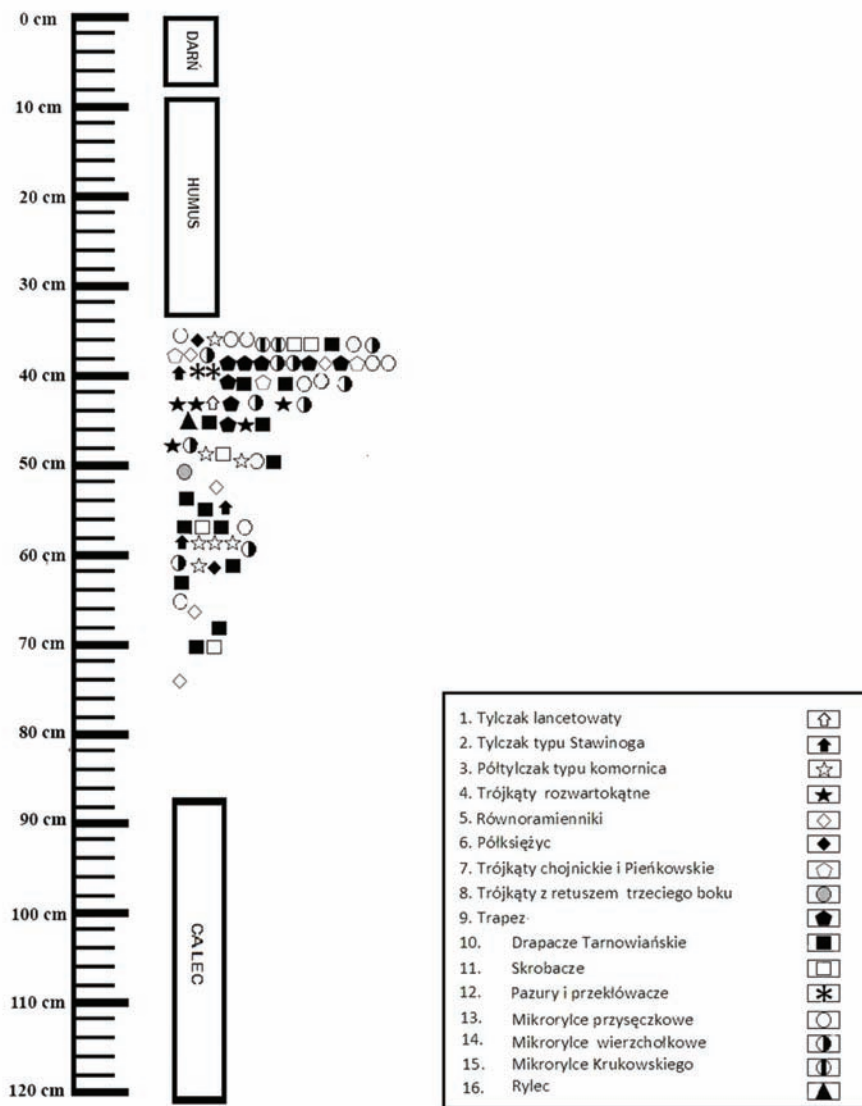 0 cm
DARŃ
10 cm
HUMUS
20 cm
30 cm
40 cm
50 cm
60 cm
70 cm
80 cm
90 cm
CALEC
100 cm
110 cm
120 cm
1. Tylczak lancetowaty
2. Tylczak typu Stawinoga
3. Półtylczak typu komornica
4. Trójkąty rozwartokątne
5. Równoramienniki
6. Półksiężyc
7. Trójkąty chojnickie i Pieńkowskie
8. Trójkąty z retuszem trzeciego boku
9. Trapez
10. Drapacze Tarnowiańskie
11. Skrobacze
12. Pazury i przekłówacze
13. Mikrorylce przysęczkowe
14. Mikrorylce wierzchołkowe
15. Mikrorylce Krukowskiego
16. Rylec